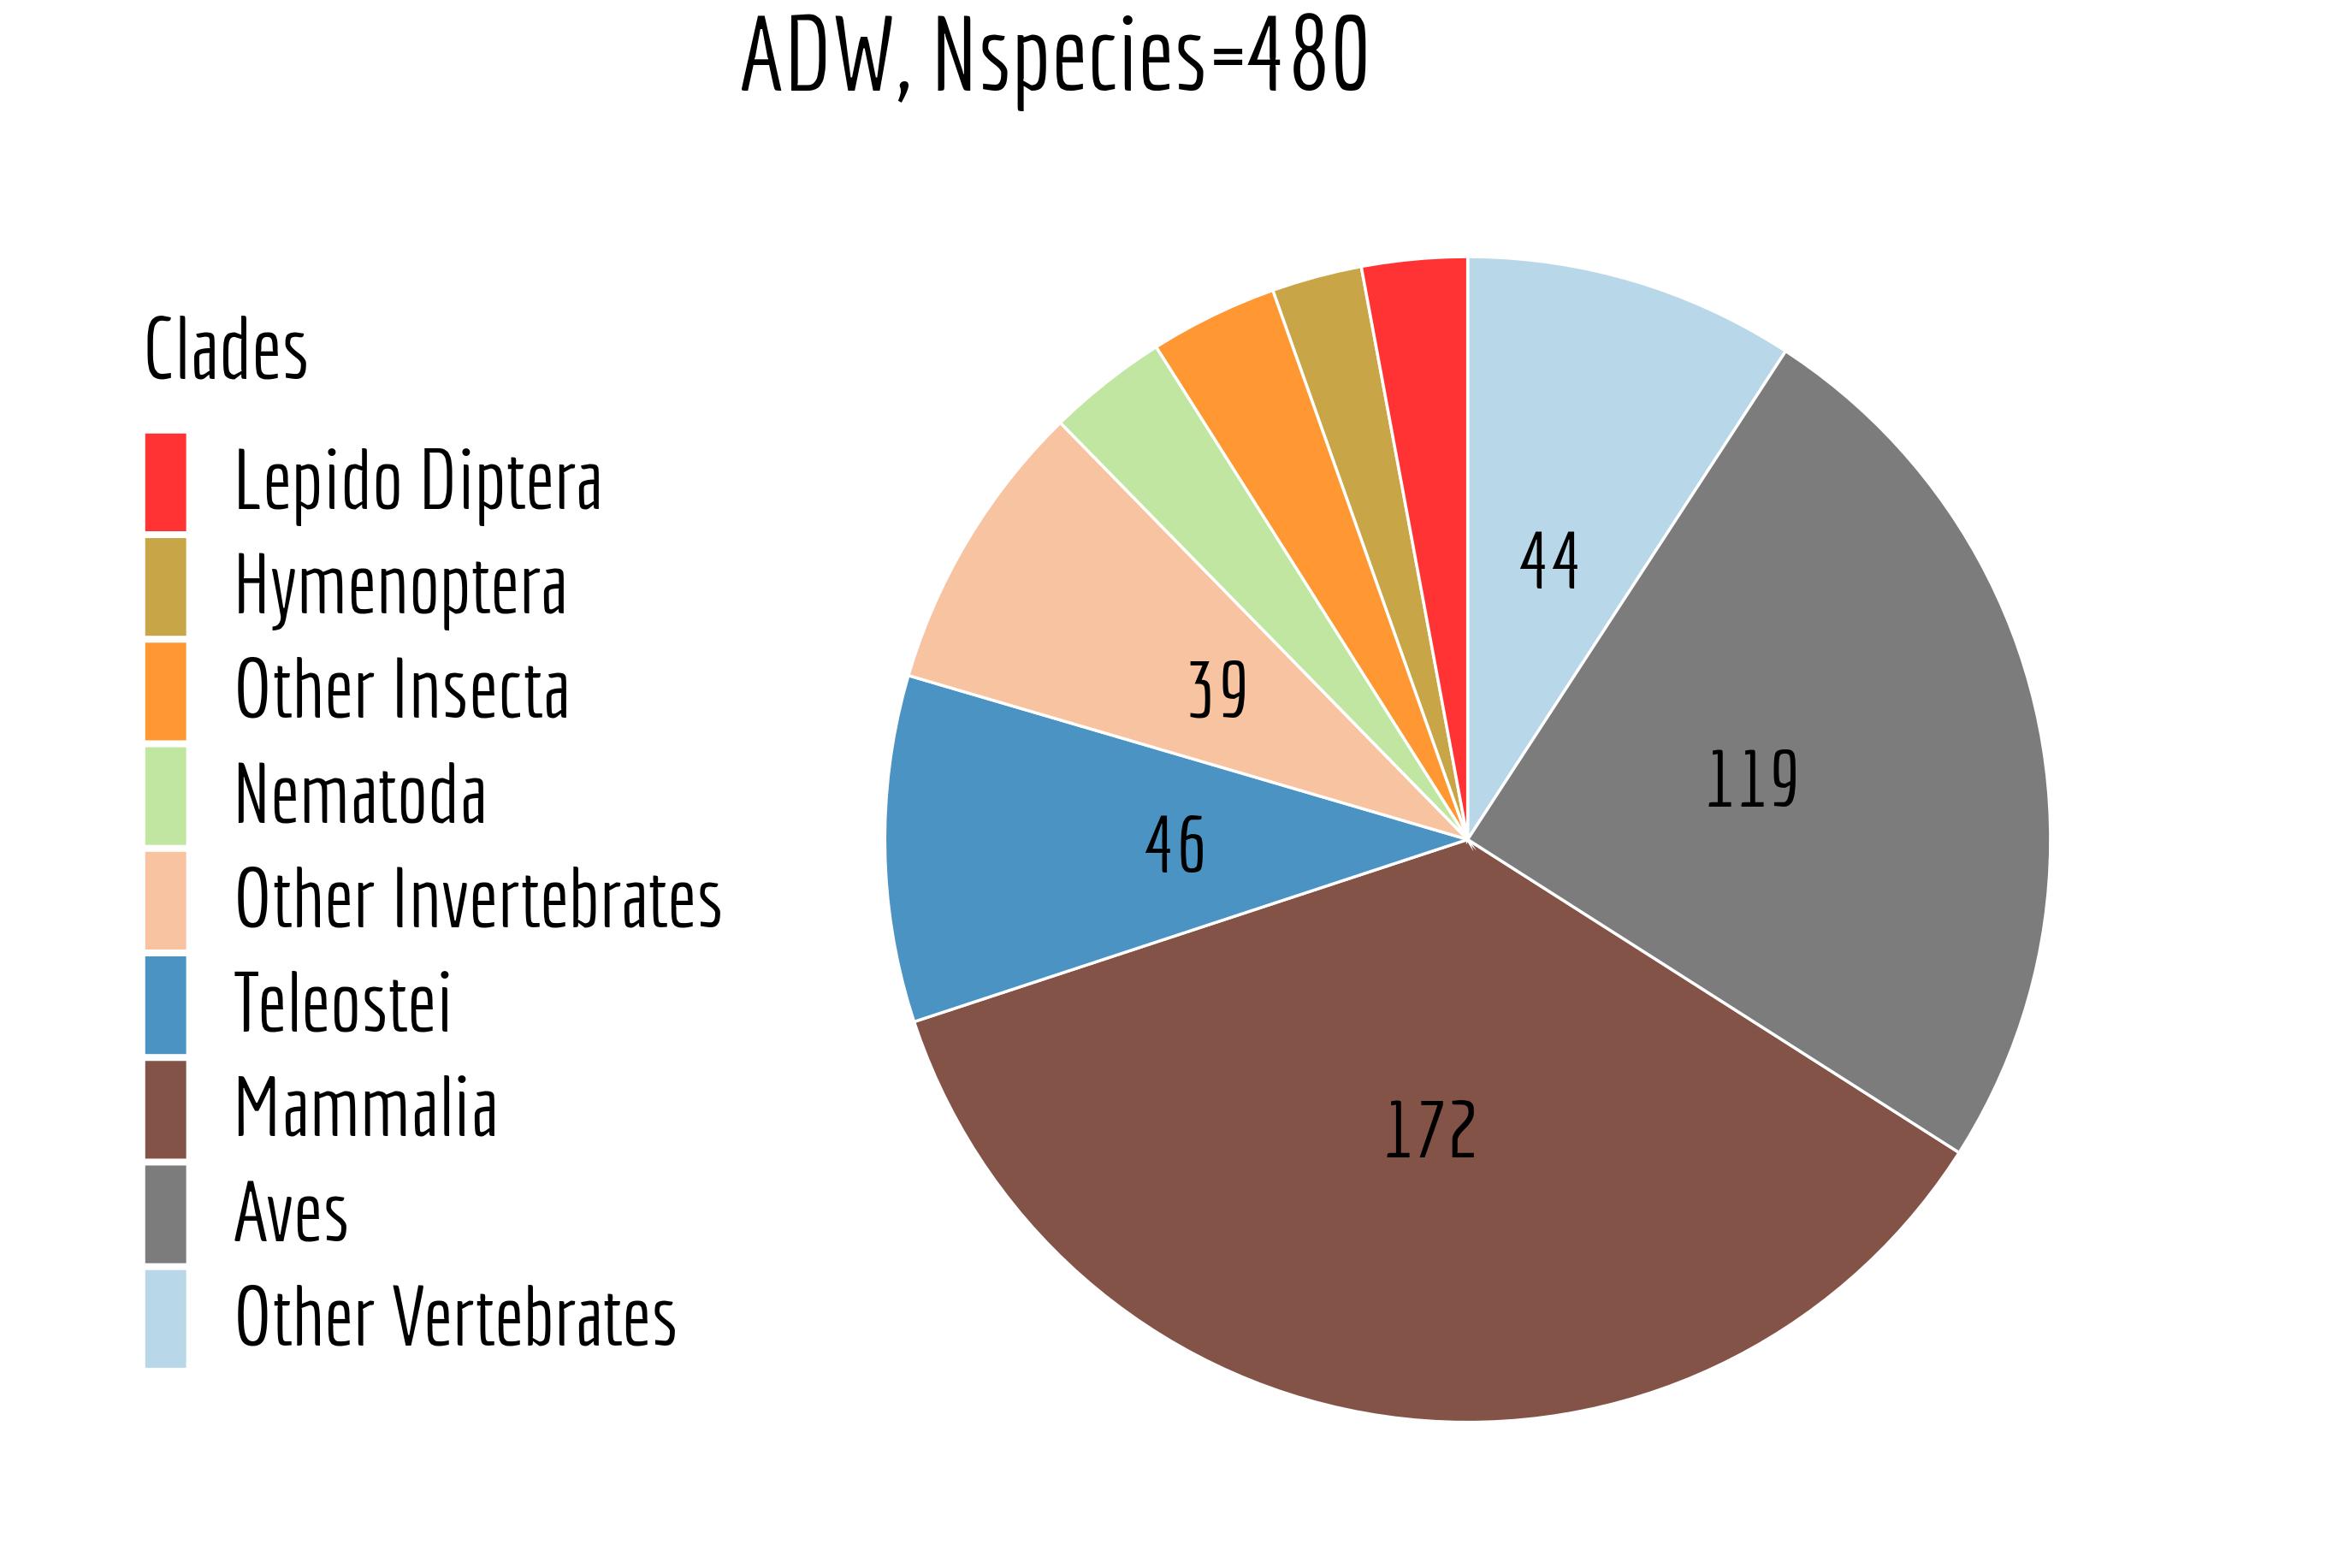 ADW, Nspecies=480
Clades
Lepido Diptera
Hymenoptera
Other Insecta
Nematoda
Other Invertebrates
Teleostei
Mammalia
Aves
Other Vertebrates
44
39
119
46
172